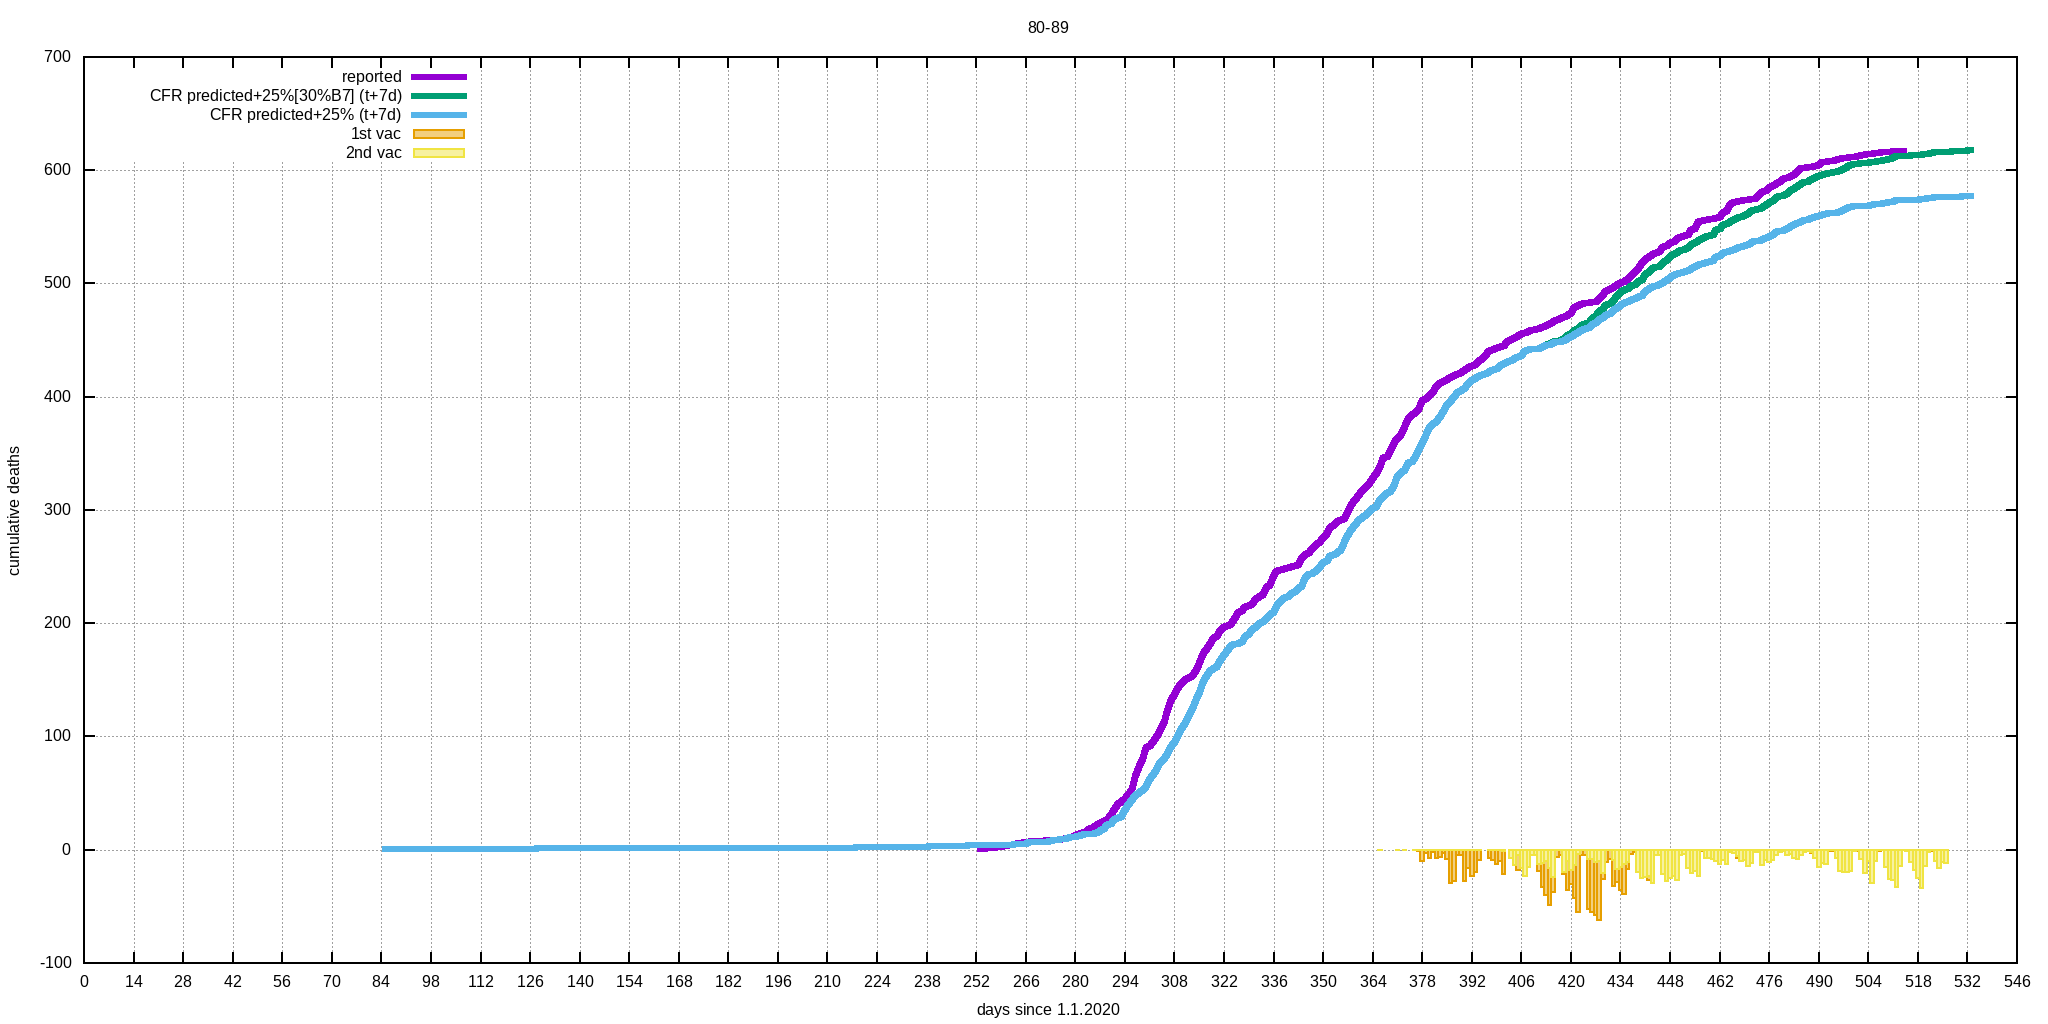 80-89
700
600
500
400
300
200
100
0
-100
cumulative deaths
reported
CFR predicted+25%[30%B7] (t+7d)
CFR predicted+25% (t+7d)
1st vac
2nd vac
0 14 28 42 56 70 84 98 112 126 140 154 168 182 196 210 224 238 252 266 280 294 308 322 336 350 364 378 392 406 420 434 448 462 476 490 504 518 532 546
days since 1.1.2020